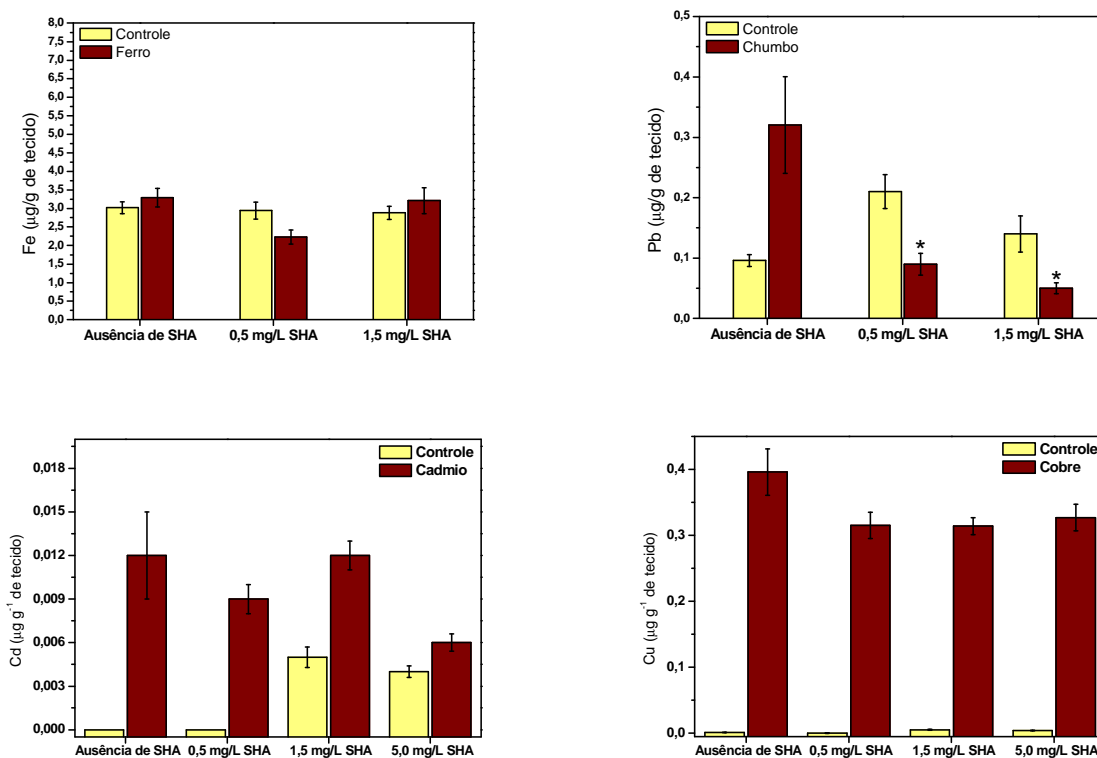 Controle
Ferro
Fe (µg/g de tecido)
8,0
7,5
7,0
6,5
6,0
5,5
5,0
4,5
4,0
3,5
3,0
2,5
2,0
1,5
1,0
0,5
0,0
Ausência de SHA 0,5 mg/L SHA 1,5 mg/L SHA
Controle
Chumbo
Pb (µg/g de tecido)
0,5
0,4
0,3
0,2
0,1
0,0
*
*
Ausência de SHA 0,5 mg/L SHA 1,5 mg/L SHA
Controle
Cadmio
Cd (µg g⁻¹ de tecido)
0,018
0,015
0,012
0,009
0,006
0,003
0,000
Ausência de SHA 0,5 mg/L SHA 1,5 mg/L SHA 5,0 mg/L SHA
Controle
Cobre
Cu (µg g⁻¹ de tecido)
0,4
0,3
0,2
0,1
0,0
Ausência de SHA 0,5 mg/L SHA 1,5 mg/L SHA 5,0 mg/L SHA